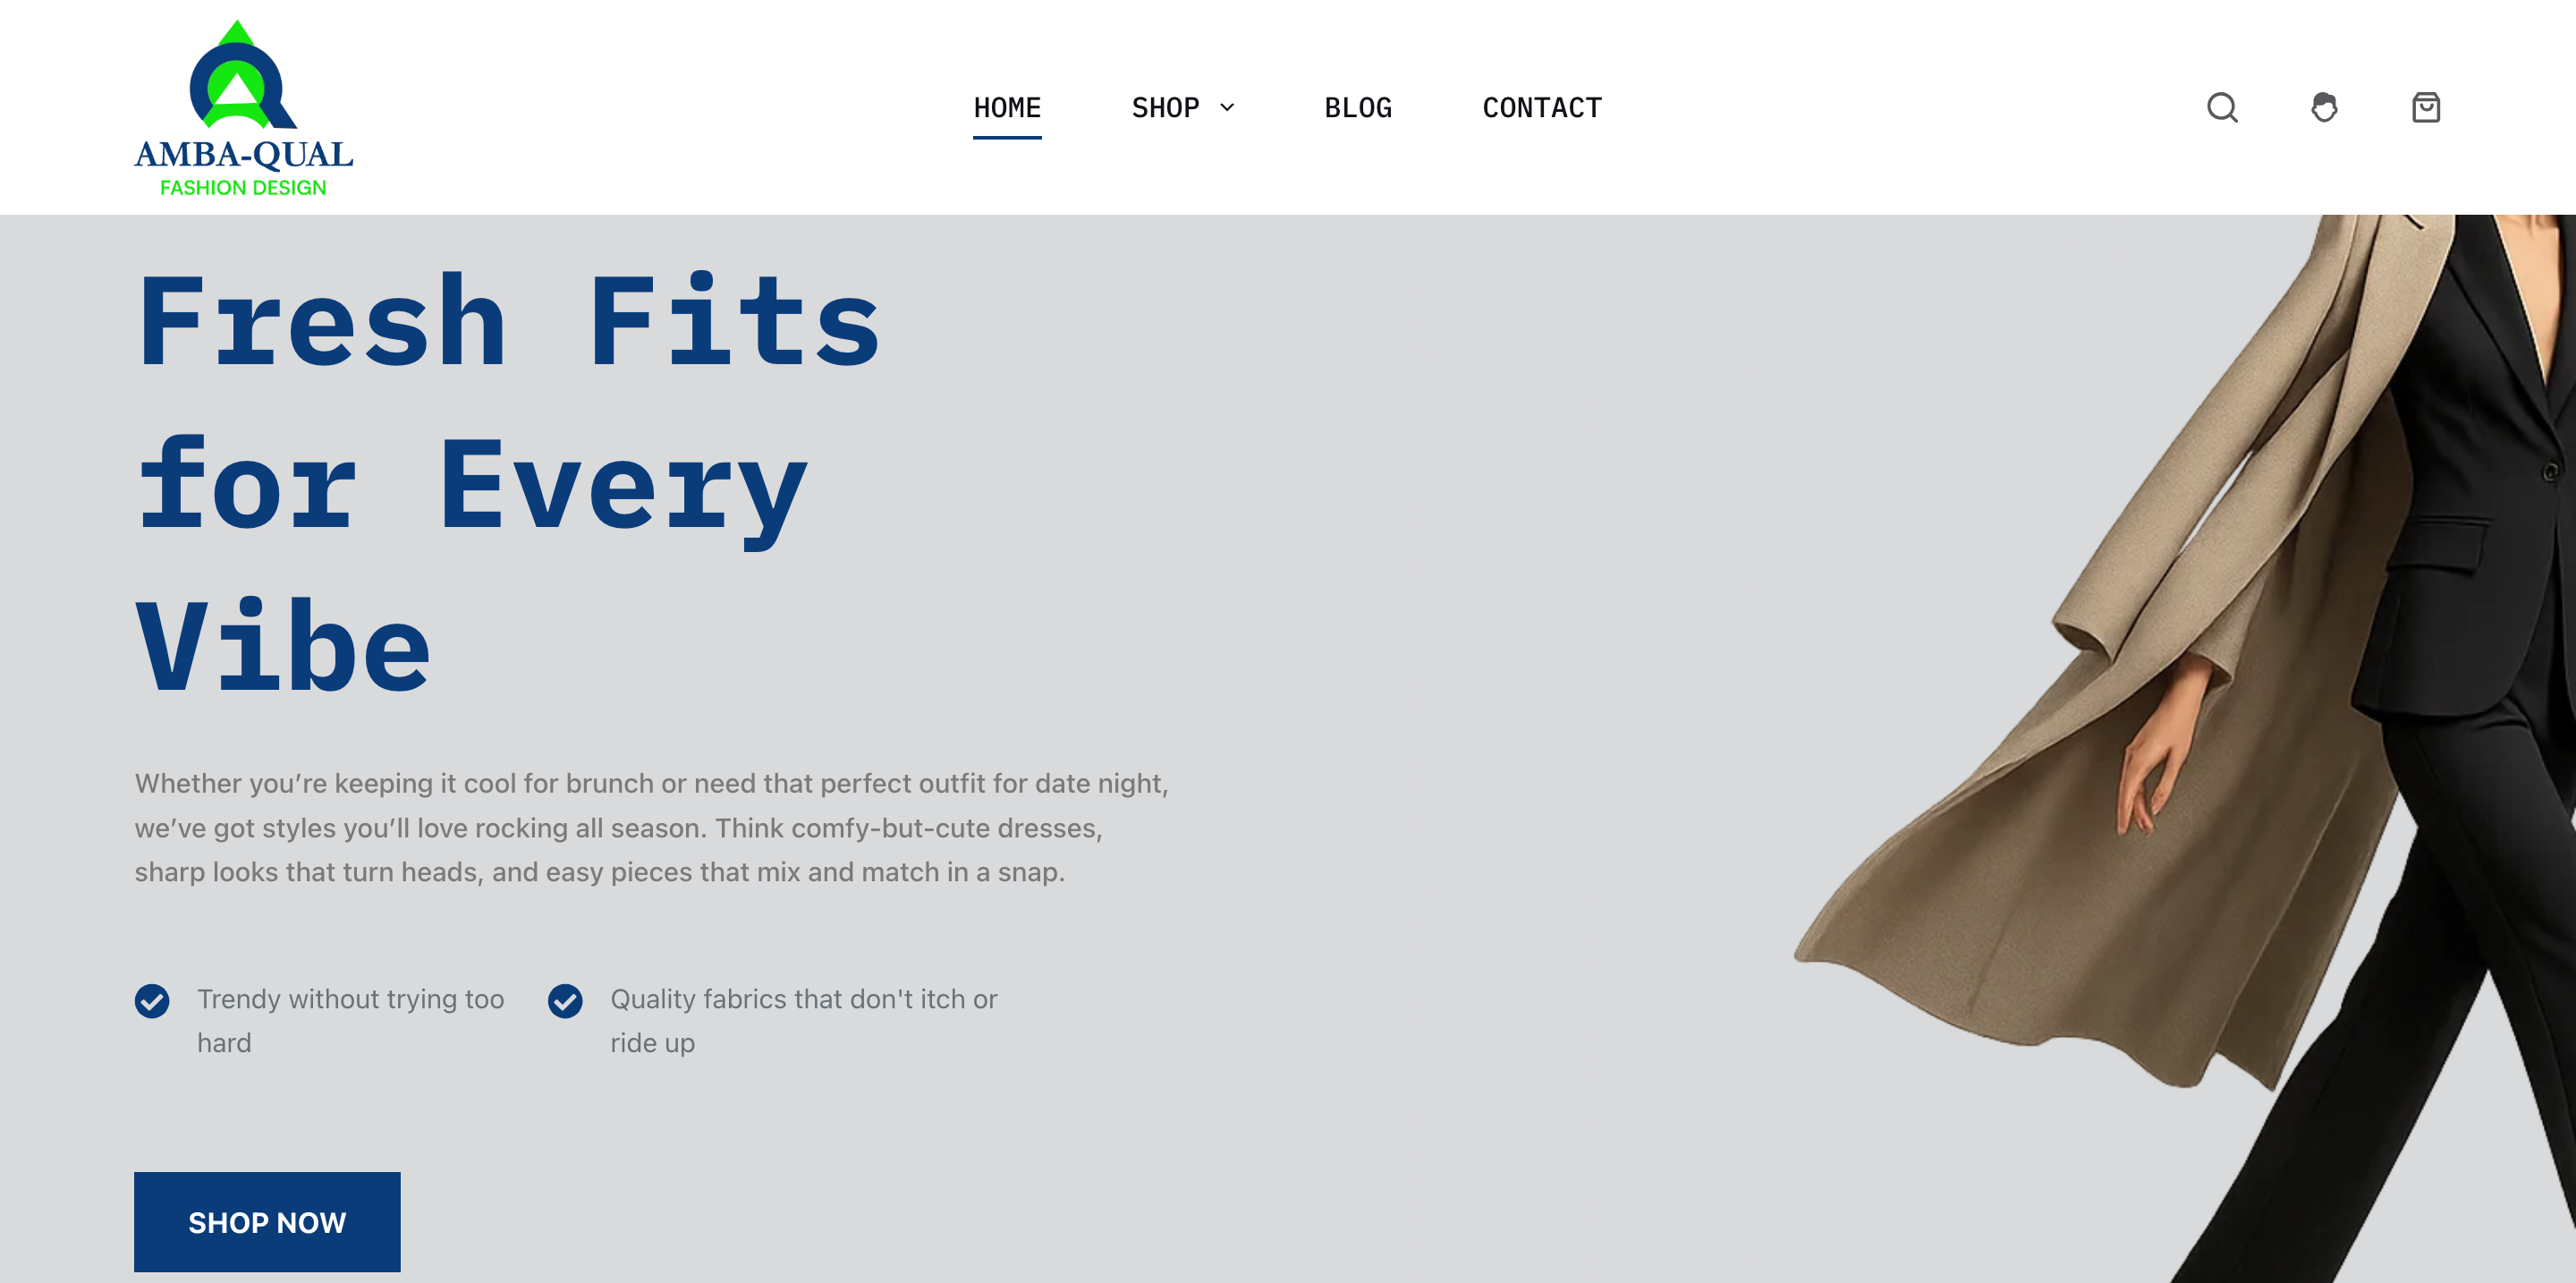 AMBA-QUAL
FASHION DESIGN
HOME
SHOP
BLOG
CONTACT
Fresh Fits
for Every
Vibe
Whether you’re keeping it cool for brunch or need that perfect outfit for date night,
we’ve got styles you’ll love rocking all season. Think comfy-but-cute dresses,
sharp looks that turn heads, and easy pieces that mix and match in a snap.
Trendy without trying too
hard
Quality fabrics that don't itch or
ride up
SHOP NOW